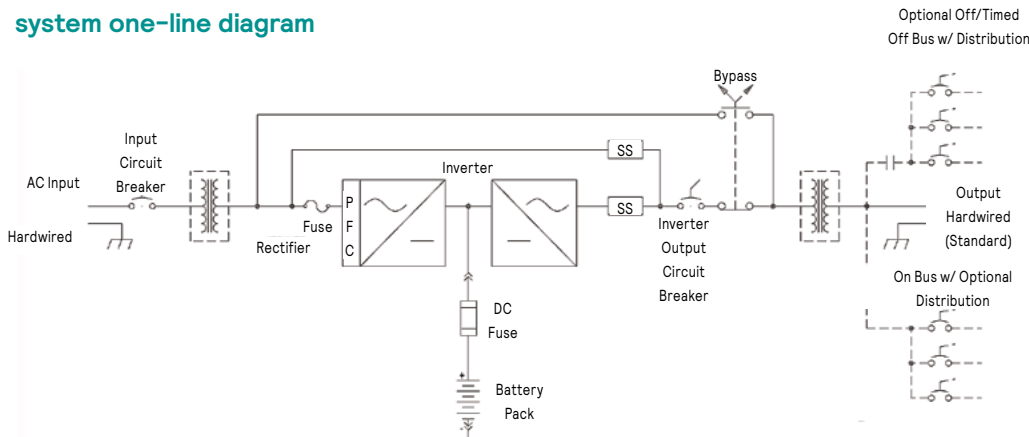 system one-line diagram
Optional Off/Timed
Off Bus w/ Distribution
Bypass
Input
Circuit
Breaker
SS
Inverter
AC Input
P
F
C
Fuse
SS
Output
Hardwired
(Standard)
Hardwired
Rectifier
Inverter
Output
Circuit
Breaker
On Bus w/ Optional
Distribution
DC
Fuse
+
Battery
Pack